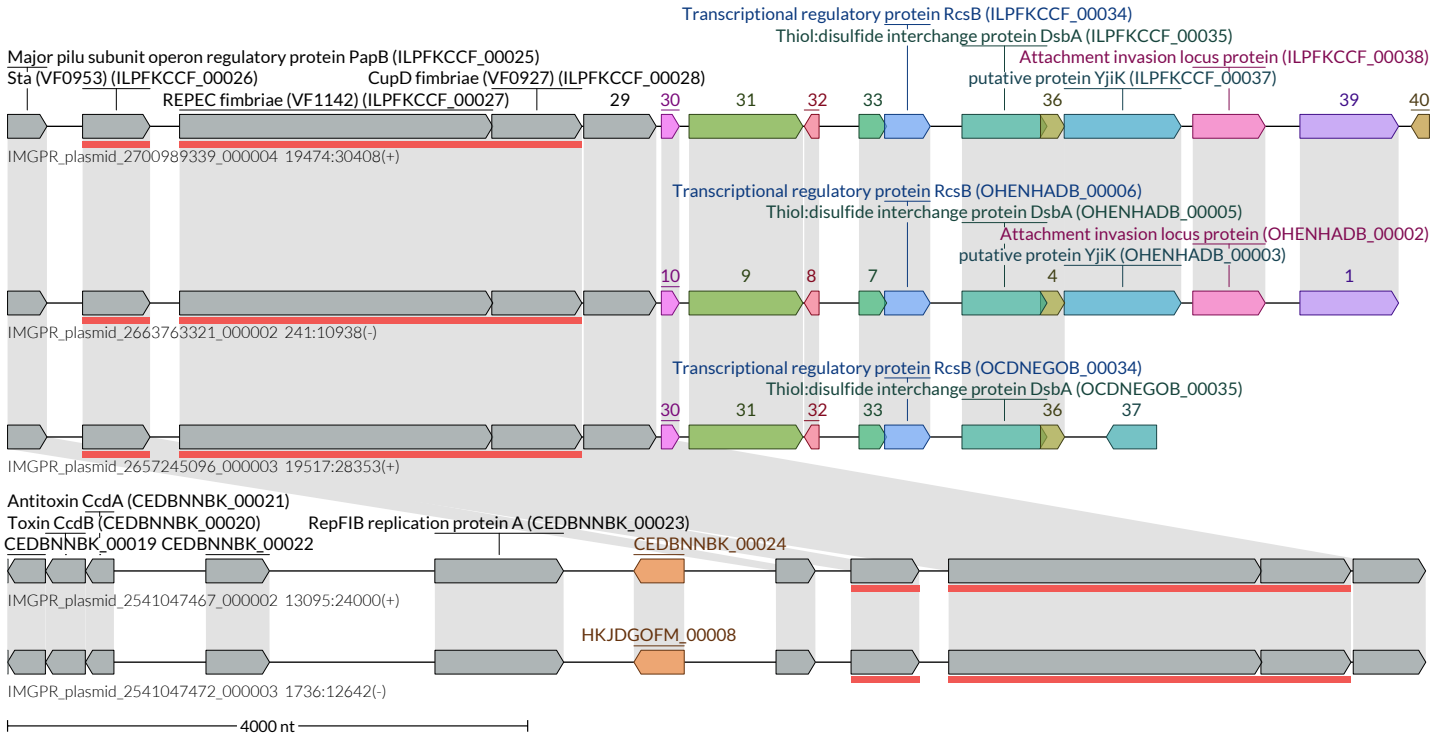 Transcriptional regulatory protein RcsB (ILPFKCCF_00034)
Thiol:disulfide interchange protein DsbA (ILPFKCCF_00035)
Major pilu subunit operon regulatory protein PapB (ILPFKCCF_00025) Attachment invasion locus protein (ILPFKCCF_00038)
Sta (VF0953) (ILPFKCCF_00026) CupD fimbriae (VF0927) (ILPFKCCF_00028) putative protein YjiK (ILPFKCCF_00037)
REPEC fimbriae (VF1142) (ILPFKCCF_00027) 29 30 31 32 33 36 39 40
IMGPR_plasmid_2700989339_000004 19474:30408(+)
Transcriptional regulatory protein RcsB (OHENHADB_00006)
Thiol:disulfide interchange protein DsbA (OHENHADB_00005)
Attachment invasion locus protein (OHENHADB_00002)
putative protein YjiK (OHENHADB_00003)
10 9 8 7 4 1
IMGPR_plasmid_2663763321_000002 241:10938(-)
Transcriptional regulatory protein RcsB (OCDNEGOB_00034)
Thiol:disulfide interchange protein DsbA (OCDNEGOB_00035)
30 31 32 33 36 37
IMGPR_plasmid_2657245096_000003 19517:28353(+)
Antitoxin CcdA (CEDBNNBK_00021)
Toxin CcdB (CEDBNNBK_00020) RepFIB replication protein A (CEDBNNBK_00023)
CEDBNNBK_00019 CEDBNNBK_00022 CEDBNNBK_00024
IMGPR_plasmid_2541047467_000002 13095:24000(+)
HKJDGOFM_00008
IMGPR_plasmid_2541047472_000003 1736:12642(-)
4000 nt